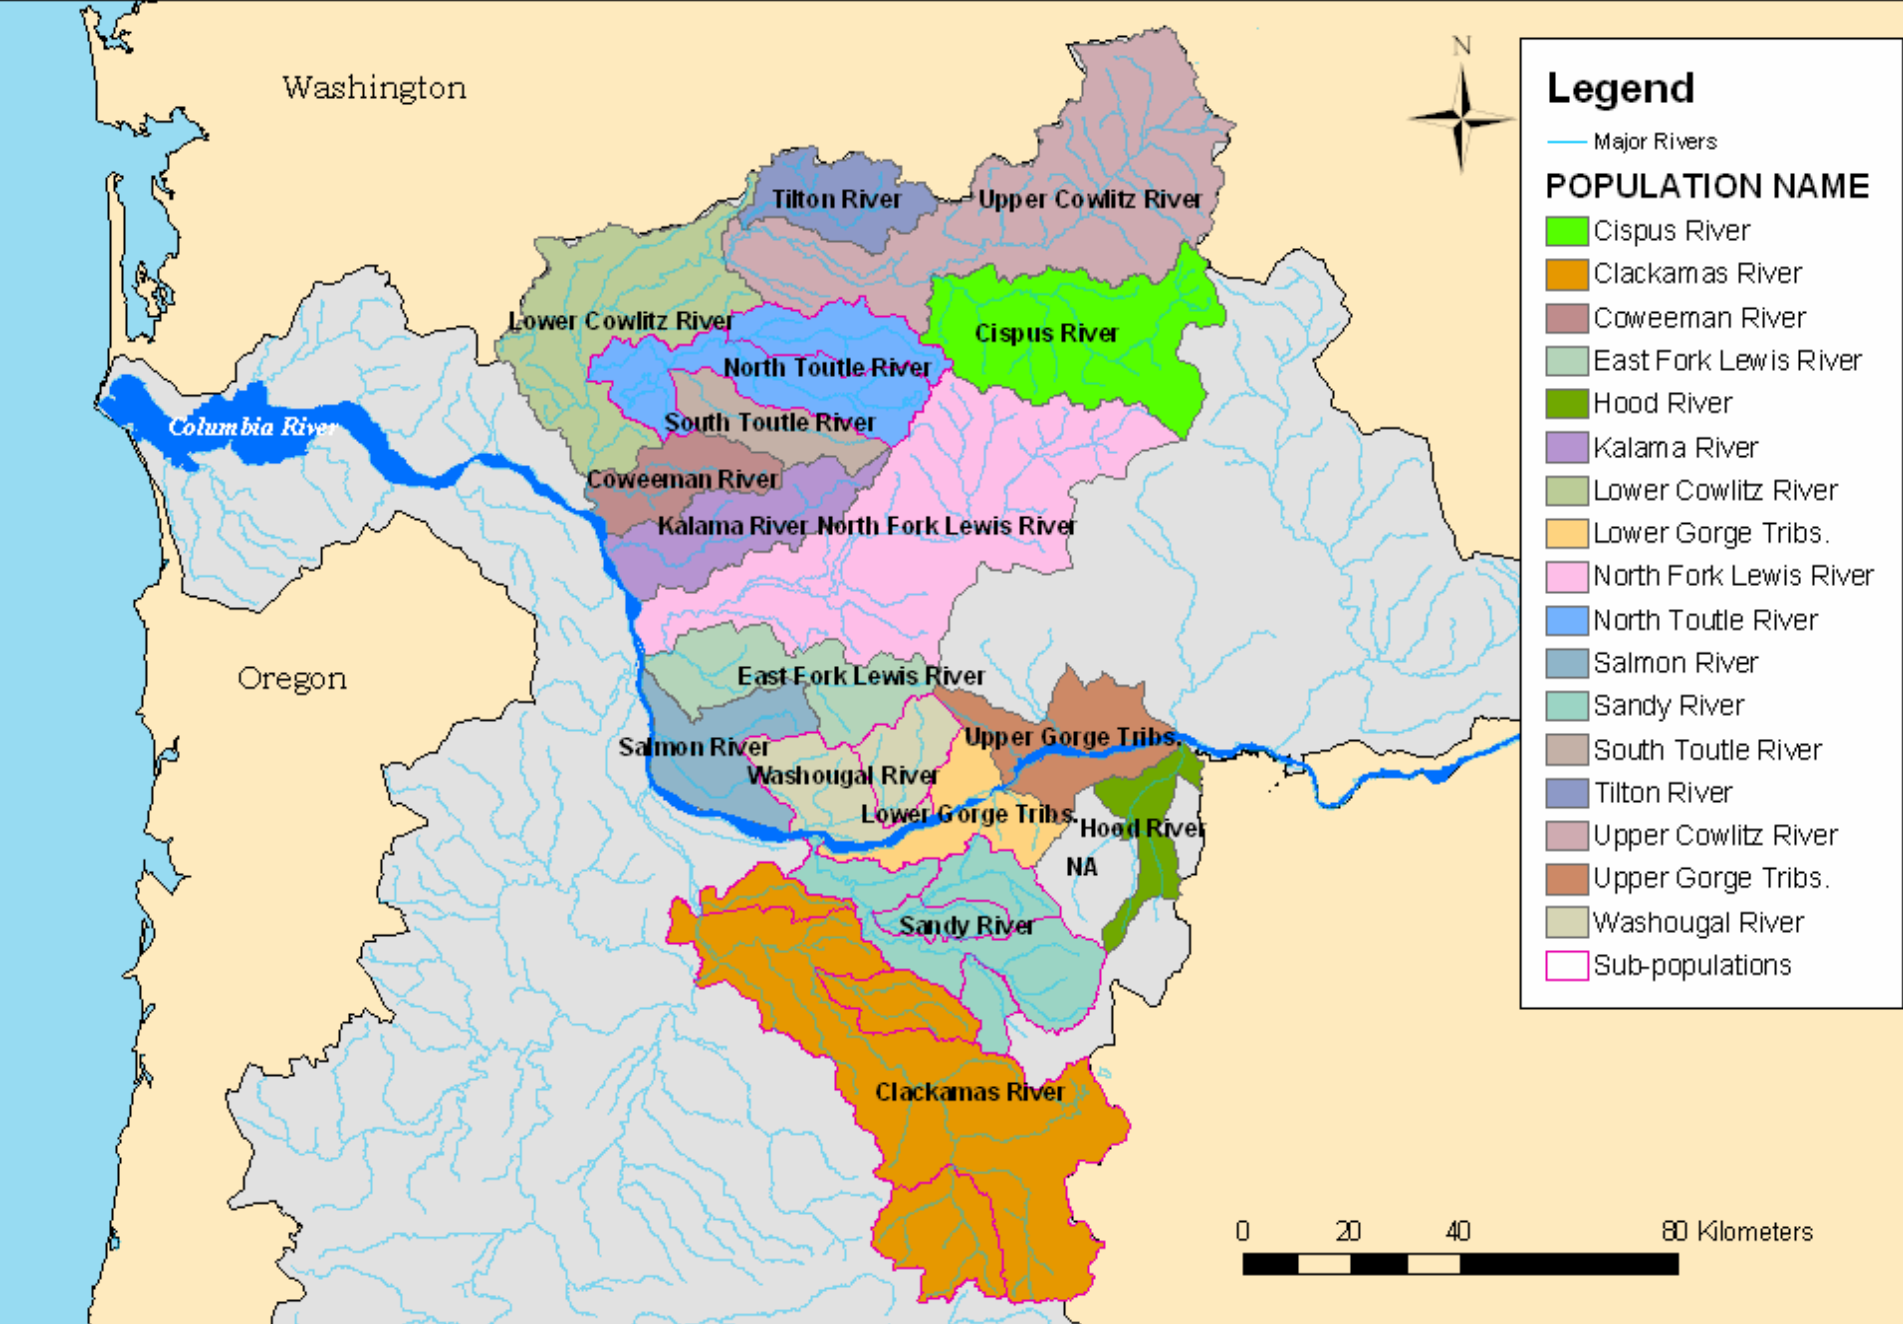 Washington
N
Tilton River
Upper Cowlitz River
Lower Cowlitz River
Cispus River
North Toutle River
South Toutle River
Columbia River
Coweeman River
Kalama River
North Fork Lewis River
Oregon
East Fork Lewis River
Salmon River
Upper Gorge Tribs.
Washougal River
Lower Gorge Tribs.
Hood River
NA
Sandy River
Clackamas River
Legend
Major Rivers
POPULATION NAME
Cispus River
Clackamas River
Coweeman River
East Fork Lewis River
Hood River
Kalama River
Lower Cowlitz River
Lower Gorge Tribs.
North Fork Lewis River
North Toutle River
Salmon River
Sandy River
South Toutle River
Tilton River
Upper Cowlitz River
Upper Gorge Tribs.
Washougal River
Sub-populations
0 20 40 80 Kilometers